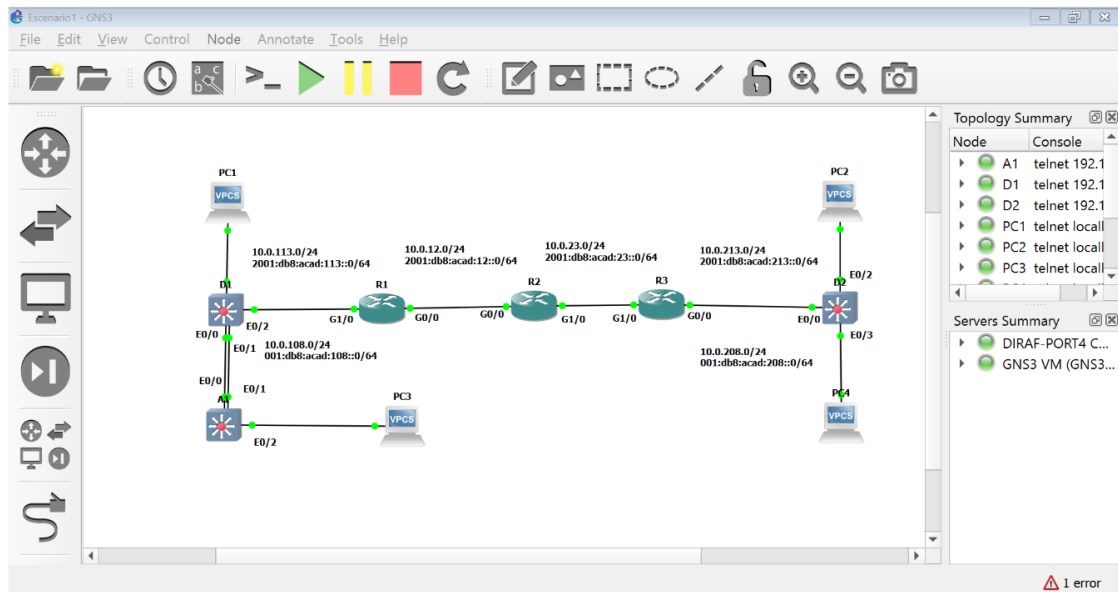 Escenario1 - GNS3
File Edit View Control Node Annotate Tools Help
PC1
VPCS
10.0.113.0/24
2001:db8:acad:113::0/64
10.0.12.0/24
2001:db8:acad:12::0/64
10.0.23.0/24
2001:db8:acad:23::0/64
10.0.213.0/24
2001:db8:acad:213::0/64
PC2
VPCS
D1
R1
R2
R3
D2
E0/2
E0/0
E0/2
G1/0
G0/0
G0/0
G1/0
G1/0
G0/0
E0/0
E0/1
10.0.108.0/24
001:db8:acad:108::0/64
E0/3
10.0.208.0/24
001:db8:acad:208::0/64
E0/0
E0/1
A1
E0/2
PC3
VPCS
PC4
VPCS
Topology Summary
Node Console
A1 telnet 192.1
D1 telnet 192.1
D2 telnet 192.1
PC1 telnet locall
PC2 telnet locall
PC3 telnet locall
Servers Summary
DIRAF-PORT4 C...
GNS3 VM (GNS3...
1 error